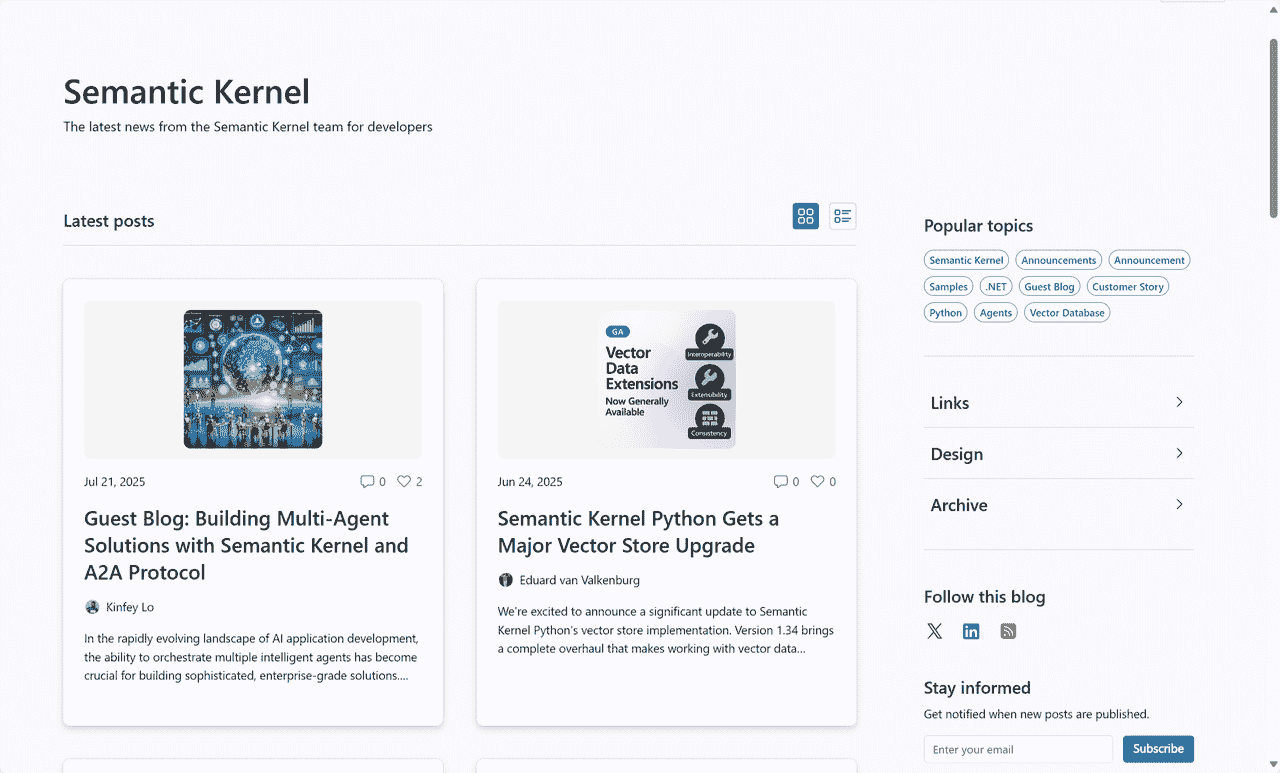 Semantic Kernel
The latest news from the Semantic Kernel team for developers
Latest posts
Jul 21, 2025
0
2
Guest Blog: Building Multi-Agent
Solutions with Semantic Kernel and
A2A Protocol
Kinfey Lo
In the rapidly evolving landscape of AI application development,
the ability to orchestrate multiple intelligent agents has become
crucial for building sophisticated, enterprise-grade solutions....
GA
Vector
Data
Extensions
Now Generally
Available
Interoperability
Extensibility
Consistency
Jun 24, 2025
0
0
Semantic Kernel Python Gets a
Major Vector Store Upgrade
Eduard van Valkenburg
We're excited to announce a significant update to Semantic
Kernel Python's vector store implementation. Version 1.34 brings
a complete overhaul that makes working with vector data...
Popular topics
Semantic Kernel Announcements Announcement
Samples .NET Guest Blog Customer Story
Python Agents Vector Database
Links
Design
Archive
Follow this blog
Stay informed
Get notified when new posts are published.
Enter your email
Subscribe